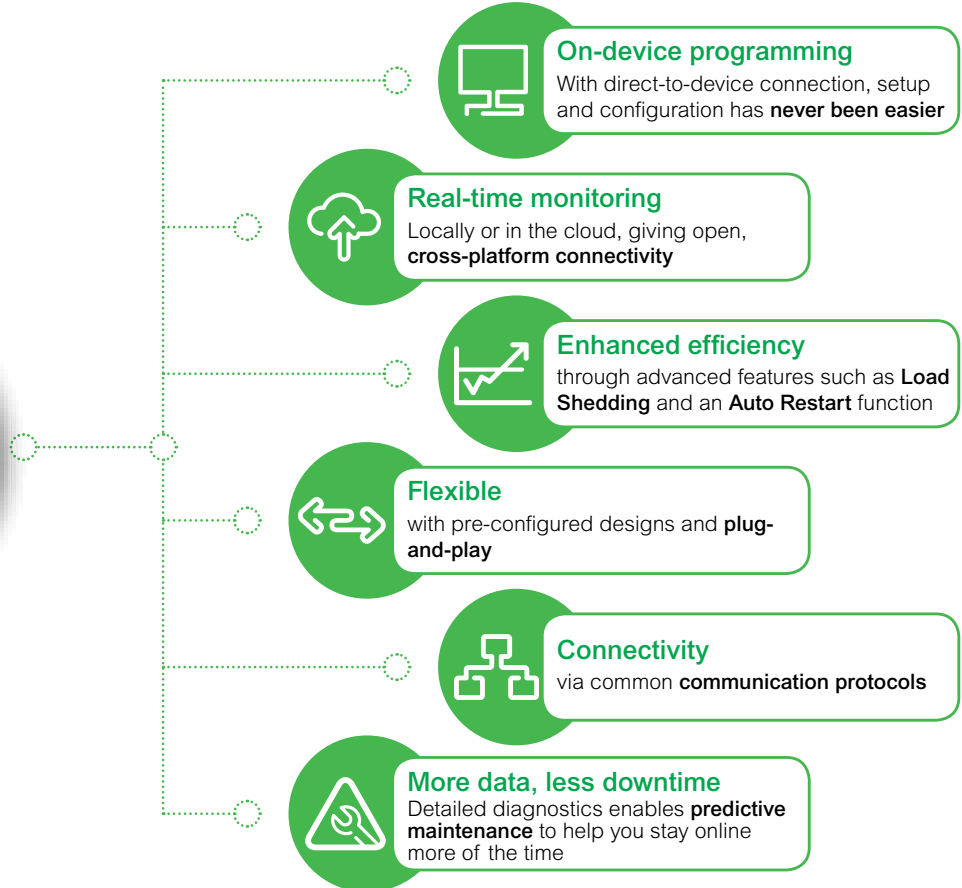 On-device programming
With direct-to-device connection, setup
and configuration has never been easier
Real-time monitoring
Locally or in the cloud, giving open,
cross-platform connectivity
Enhanced efficiency
through advanced features such as Load
Shedding and an Auto Restart function
Flexible
with pre-configured designs and plug-
and-play
Connectivity
via common communication protocols
More data, less downtime
Detailed diagnostics enables predictive
maintenance to help you stay online
more of the time